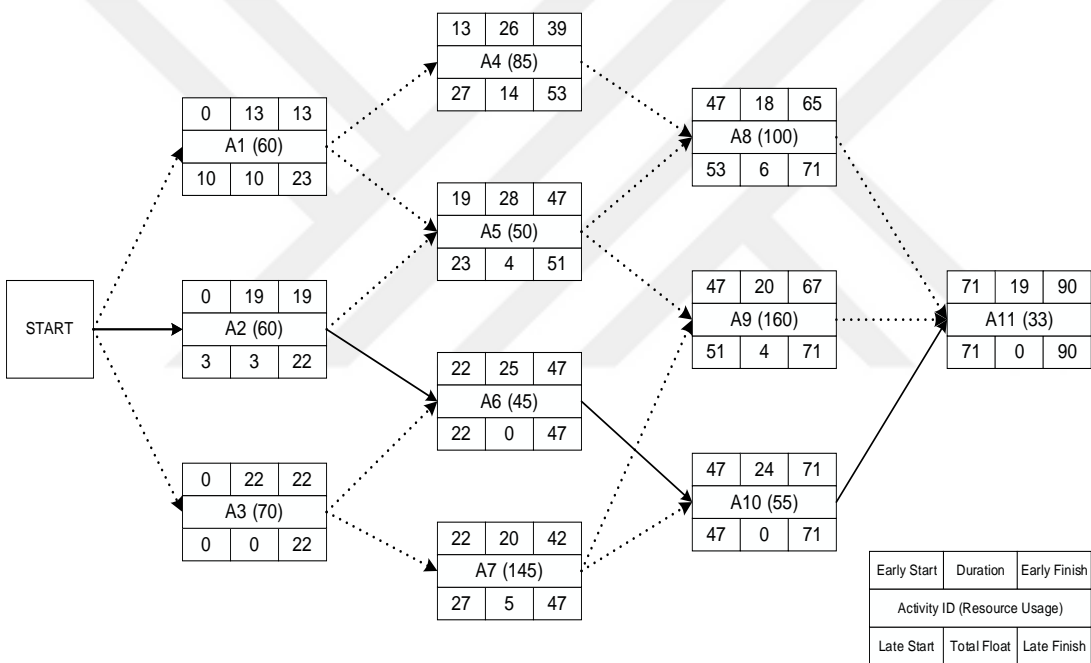 13 26 39
A4 (85)
27 14 53
0 13 13
A1 (60)
10 10 23
47 18 65
A8 (100)
53 6 71
19 28 47
A5 (50)
23 4 51
START
0 19 19
A2 (60)
3 3 22
47 20 67
A9 (160)
51 4 71
71 19 90
A11 (33)
71 0 90
22 25 47
A6 (45)
22 0 47
0 22 22
A3 (70)
0 0 22
47 24 71
A10 (55)
47 0 71
22 20 42
A7 (145)
27 5 47
Early Start Duration Early Finish
Activity ID (Resource Usage)
Late Start Total Float Late Finish